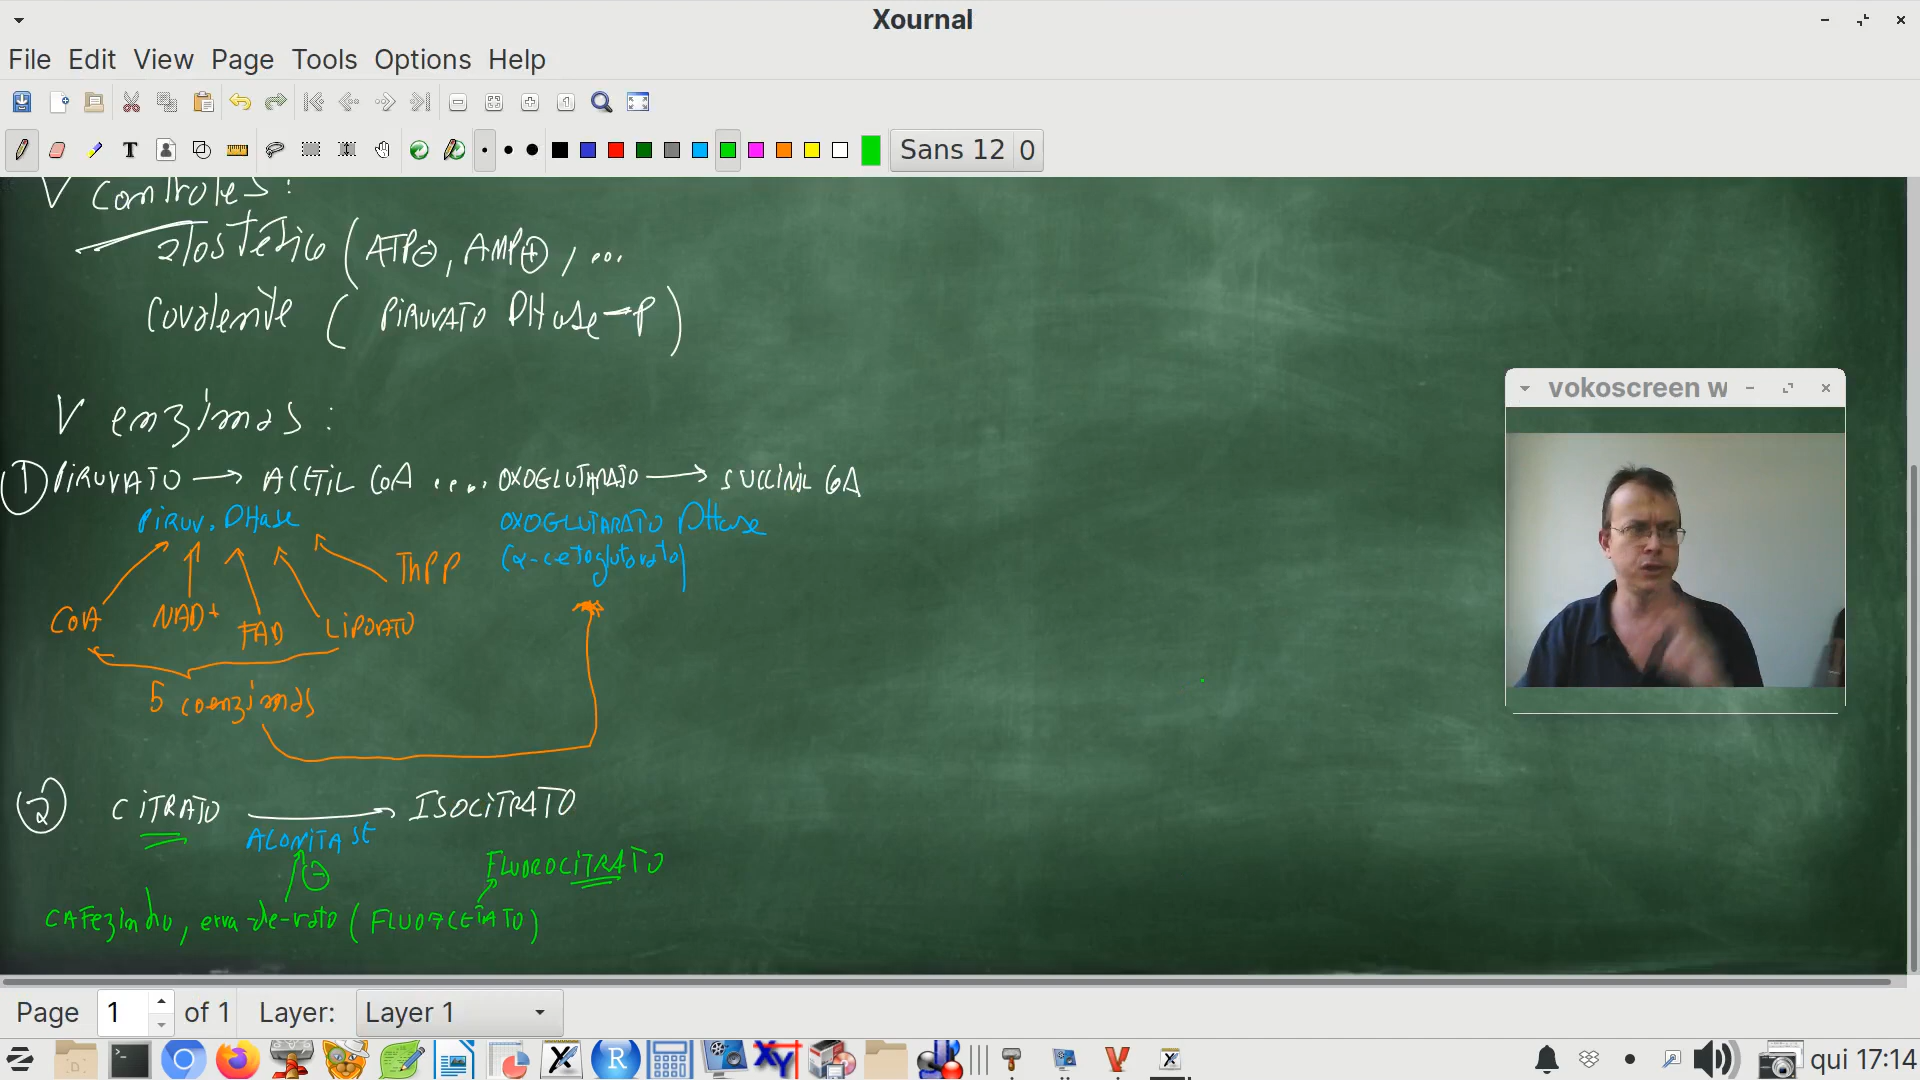 Xournal
File Edit View Page Tools Options Help
Sans 12 0
V controles:
alostérico (ATP⊖, AMP⊕, ...
Covalente (PIRUVATO DHase-P)
vokoscreen w
V enzimas:
① PIRUVATO → ACETIL COA .... OXOGLUTARATO → SUCCINIL COA
PIRUV. DHase OXOGLUTARATO DHase
(α-cetoglutarato)
ThPP
COA NAD+ FAD LIPOATO
5 coenzimas
② CITRATO → ISOCITRATO
ACONITASE
⊖ FLUOROCITRATO
CAFEzinho, erva-de-rato (FLUOACETATO)
Page 1 of 1 Layer: Layer 1
qui 17:14